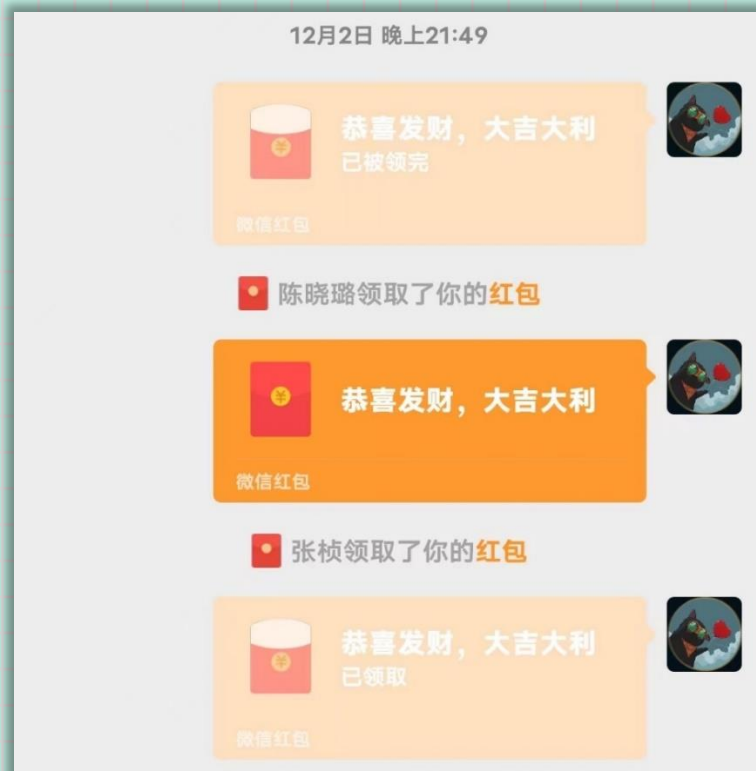 12月2日 晚上21:49
恭喜发财，大吉大利
已被领完
微信红包
陈晓璐领取了你的红包
恭喜发财，大吉大利
微信红包
张桢领取了你的红包
恭喜发财，大吉大利
已领取
微信红包